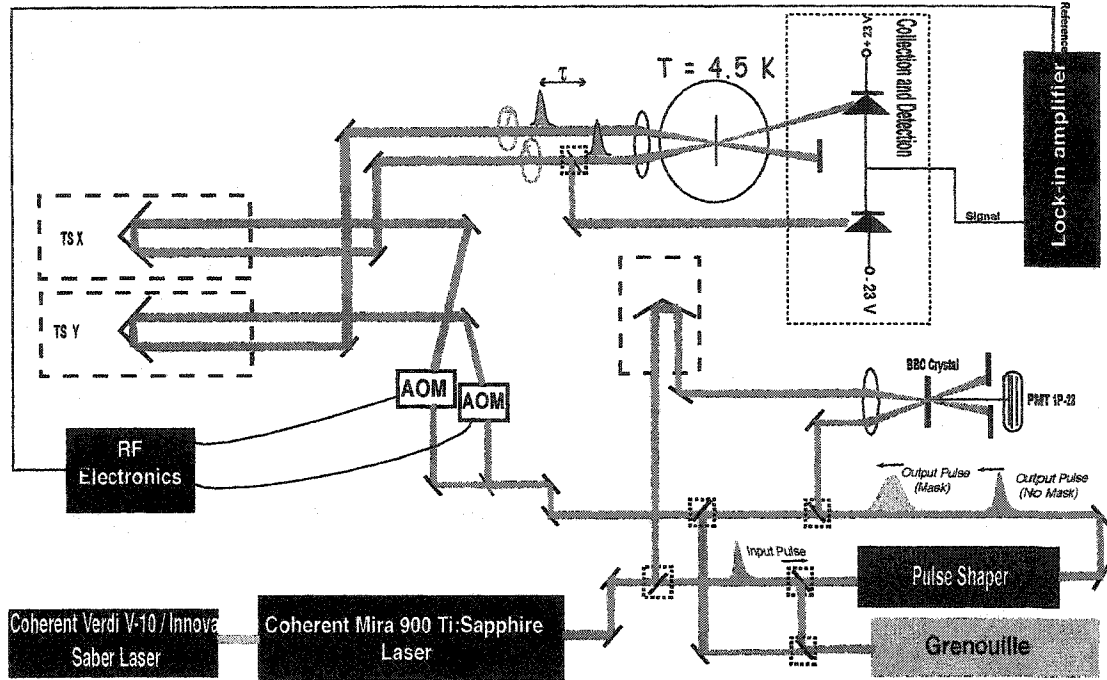 Reference
+ 23 V
T = 4.5 K
τ
Collection and Detection
Lock-in amplifier
Signal
TS X
TS Y
- 23 V
BBO Crystal
AOM
AOM
PMT 1P-28
RF
Electronics
Output Pulse
(Mask)
Output Pulse
(No Mask)
Input Pulse
Pulse Shaper
Coherent Verdi V-10 / Innova
Saber Laser
Coherent Mira 900 Ti:Sapphire
Laser
Grenouille